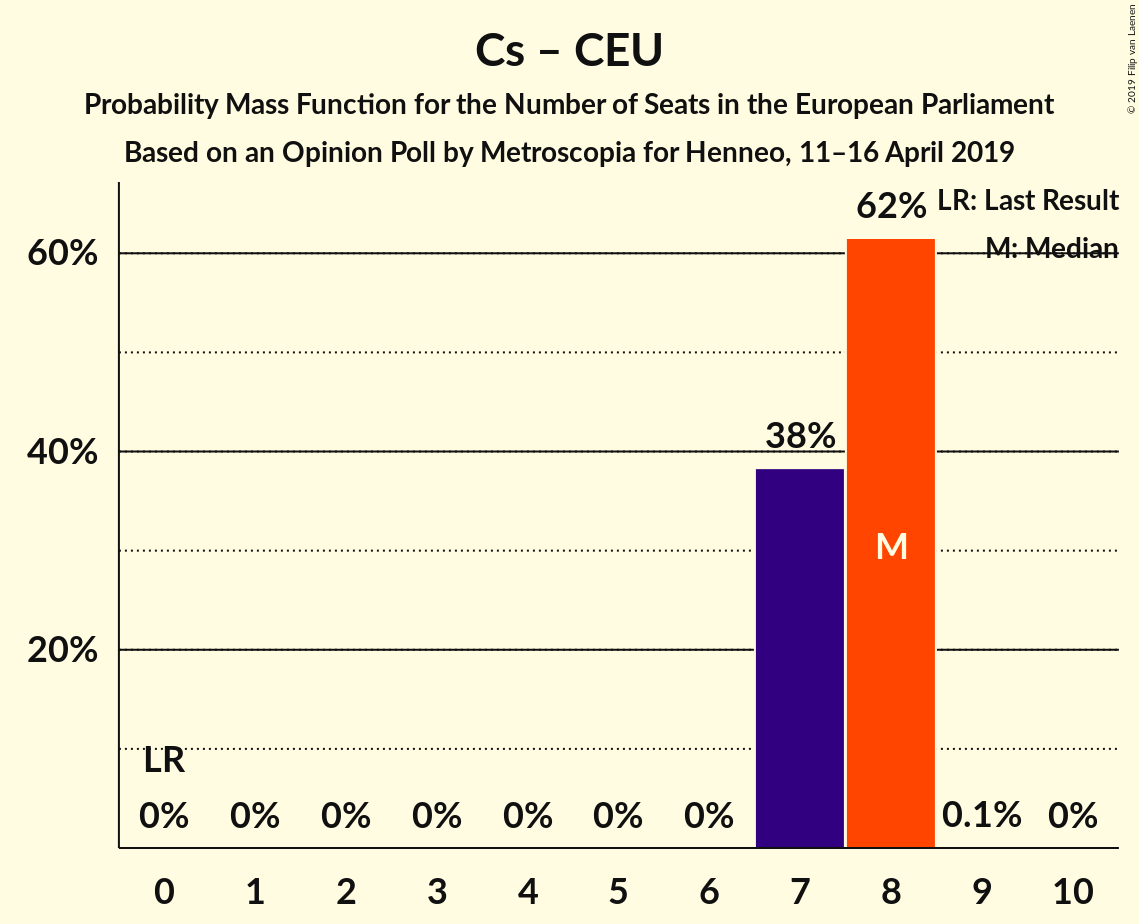 Cs – CEU
Probability Mass Function for the Number of Seats in the European Parliament
Based on an Opinion Poll by Metroscopia for Henneo, 11–16 April 2019
© 2019 Filip van Laenen
LR: Last Result
M: Median
60%
40%
20%
62%
38%
M
LR
0% 0% 0% 0% 0% 0% 0% 0.1% 0%
0 1 2 3 4 5 6 7 8 9 10